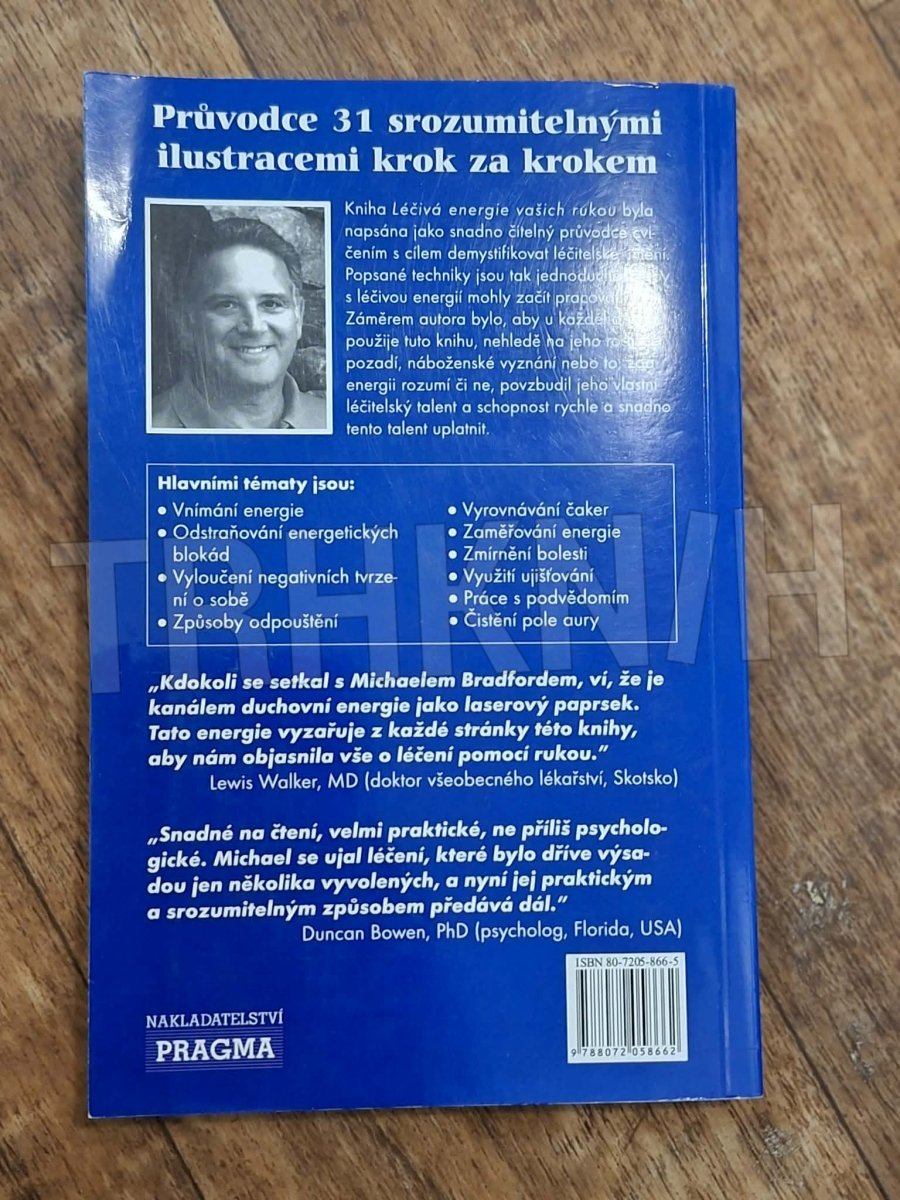 Průvodce 31 srozumitelnými
ilustracemi krok za krokem
Kniha Léčivá energie vašich rukou byla
napsána jako snadno čitelný průvodce cvi-
čením s cílem demystifikovat léčitelské
Popsané techniky jsou tak
s léčivou energií mohly začít
Záměrem autora bylo, aby u
použije tuto knihu, nehledě na jeho
pozadí, náboženské vyznání nebo to, zda
energii rozumí či ne, povzbudil jeho vlastní
léčitelský talent a schopnost rychle a snadno
tento talent uplatnit.
Hlavními tématy jsou:
• Vnímání energie
• Odstraňování energetických
blokád
• Vyloučení negativních tvrze-
ní o sobě
• Způsoby odpouštění
• Vyrovnávání čaker
• Zaměřování energie
• Zmírnění bolesti
• Využití ujišťování
• Práce s podvědomím
• Čistění pole aury
TRHKNI/H
„Kdokoli se setkal s Michaelem Bradfordem, ví, že je
kanálem duchovní energie jako laserový paprsek.
Tato energie vyzařuje z každé stránky této knihy,
aby nám objasnila vše o léčení pomocí rukou.”
Lewis Walker, MD (doktor všeobecného lékařství, Skotsko)
„Snadné na čtení, velmi praktické, ne příliš psycholo-
gické. Michael se ujal léčení, které bylo dříve výsa-
dou jen několika vyvolených, a nyní jej praktickým
a srozumitelným způsobem předává dál.”
Duncan Bowen, PhD (psycholog, Florida, USA)
ISBN 80-7205-866-5
9 788072 058662
NAKLADATELSTVÍ
PRAGMA